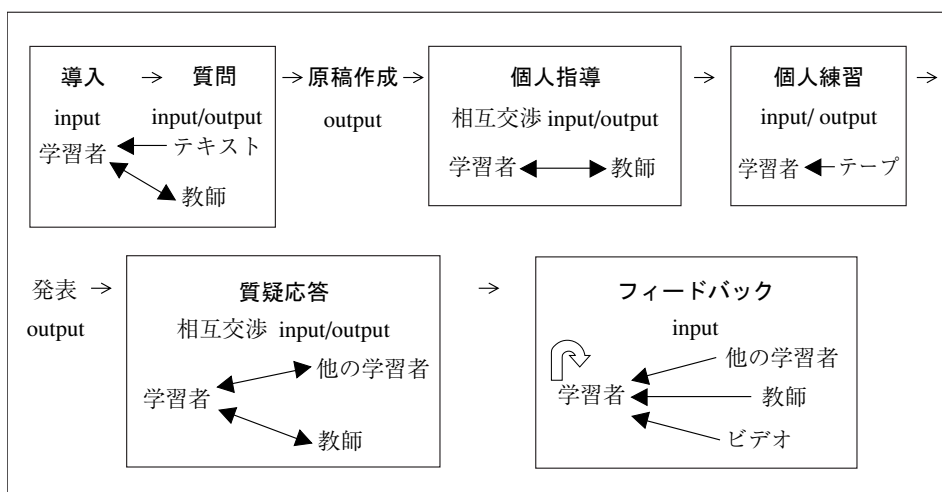 導入 → 質問 → 原稿作成 → 個人指導 → 個人練習 →
input input/output output 相互交渉 input/output input/ output
学習者 テキスト 学習者 教師 学習者 テープ
教師
発表 → 質疑応答 → フィードバック
output 相互交渉 input/output input
学習者 他の学習者 学習者 他の学習者
教師 教師
ビデオ